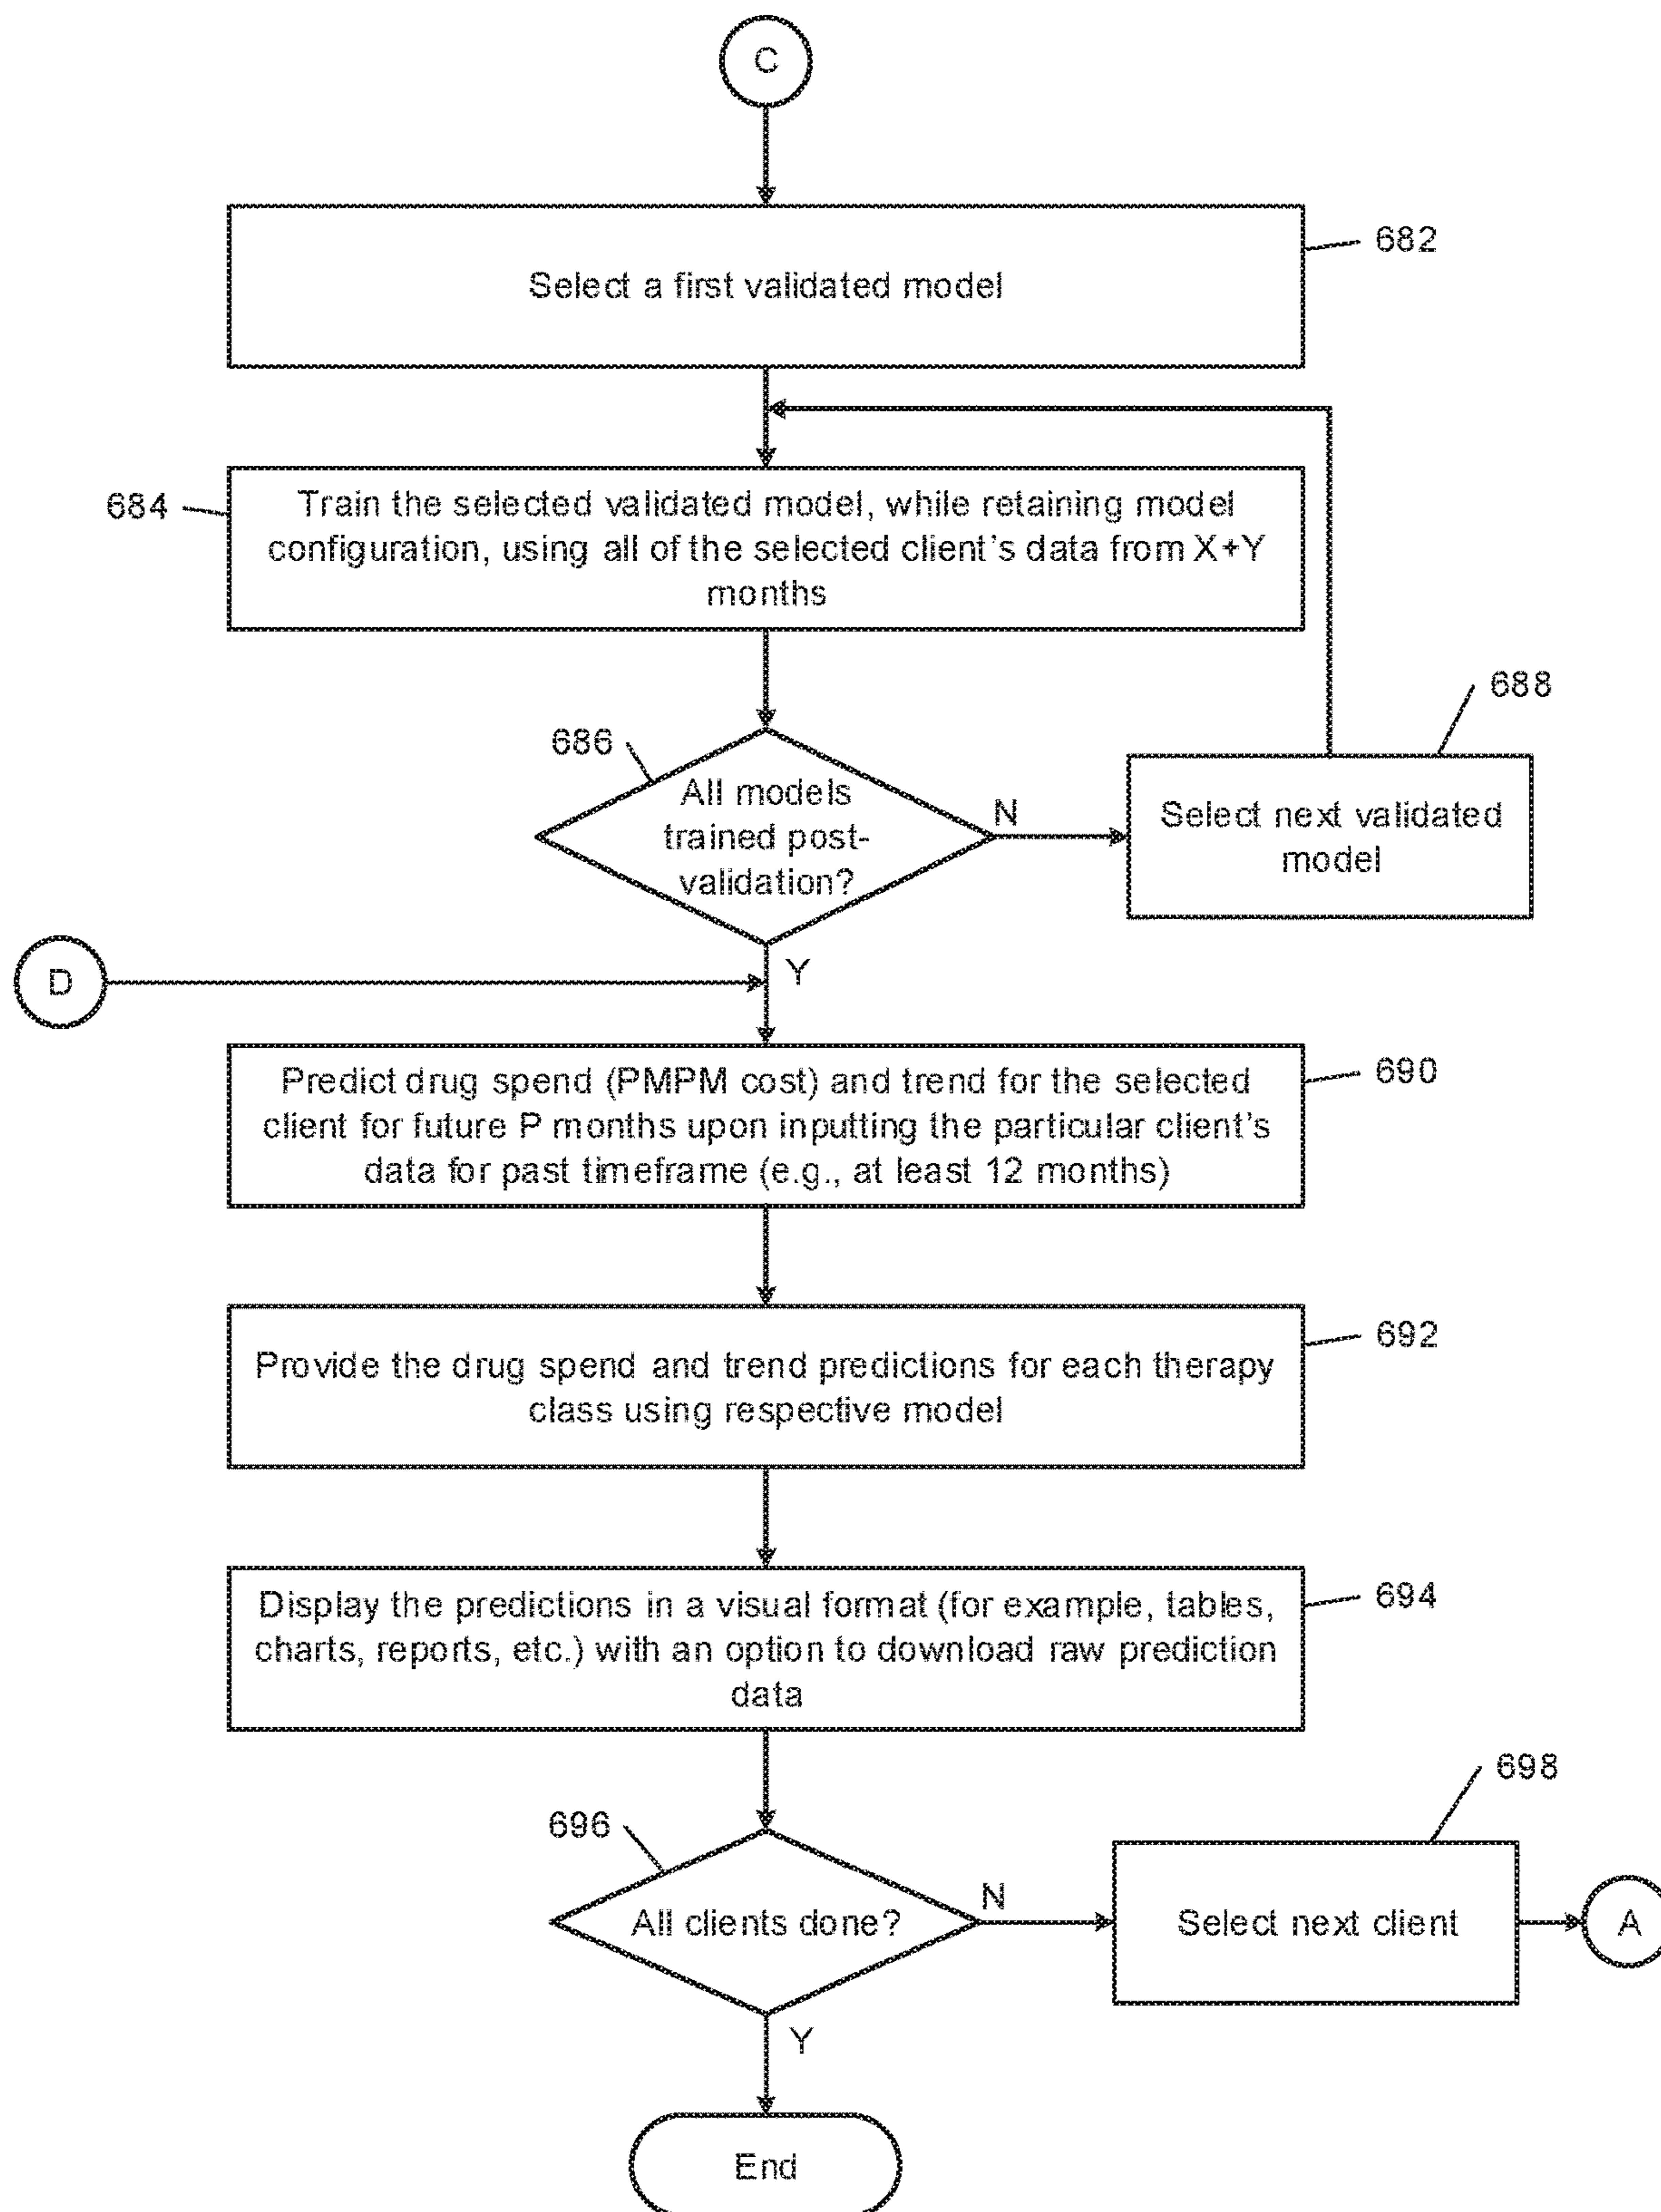 C
682
Select a first validated model
684
Train the selected validated model, while retaining model
configuration, using all of the selected client's data from X+Y
months
688
686
All models
trained post-
validation?
N
Select next validated
model
D
Y
690
Predict drug spend (PMPM cost) and trend for the selected
client for future P months upon inputting the particular client's
data for past timeframe (e.g., at least 12 months)
692
Provide the drug spend and trend predictions for each therapy
class using respective model
694
Display the predictions in a visual format (for example, tables,
charts, reports, etc.) with an option to download raw prediction
data
698
696
All clients done?
N
Select next client
A
Y
End